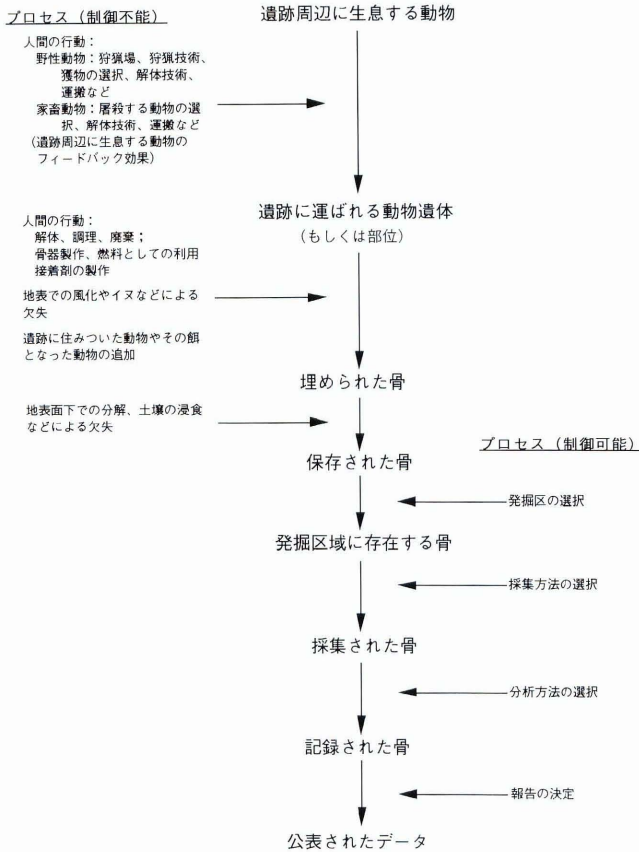 プロセス（制御不能）
遺跡周辺に生息する動物
人間の行動：
野性動物：狩猟場、狩猟技術、
獲物の選択、解体技術、
運搬など
家畜動物：屠殺する動物の選
択、解体技術、運搬など
（遺跡周辺に生息する動物の
フィードバック効果）
遺跡に運ばれる動物遺体
（もしくは部位）
人間の行動：
解体、調理、廃棄；
骨器製作、燃料としての利用
接着剤の製作
地表での風化やイヌなどによる
欠失
遺跡に住みついた動物やその餌
となった動物の追加
埋められた骨
地表面下での分解、土壌の浸食
などによる欠失
プロセス（制御可能）
保存された骨
発掘区の選択
発掘区域に存在する骨
採集方法の選択
採集された骨
分析方法の選択
記録された骨
報告の決定
公表されたデータ